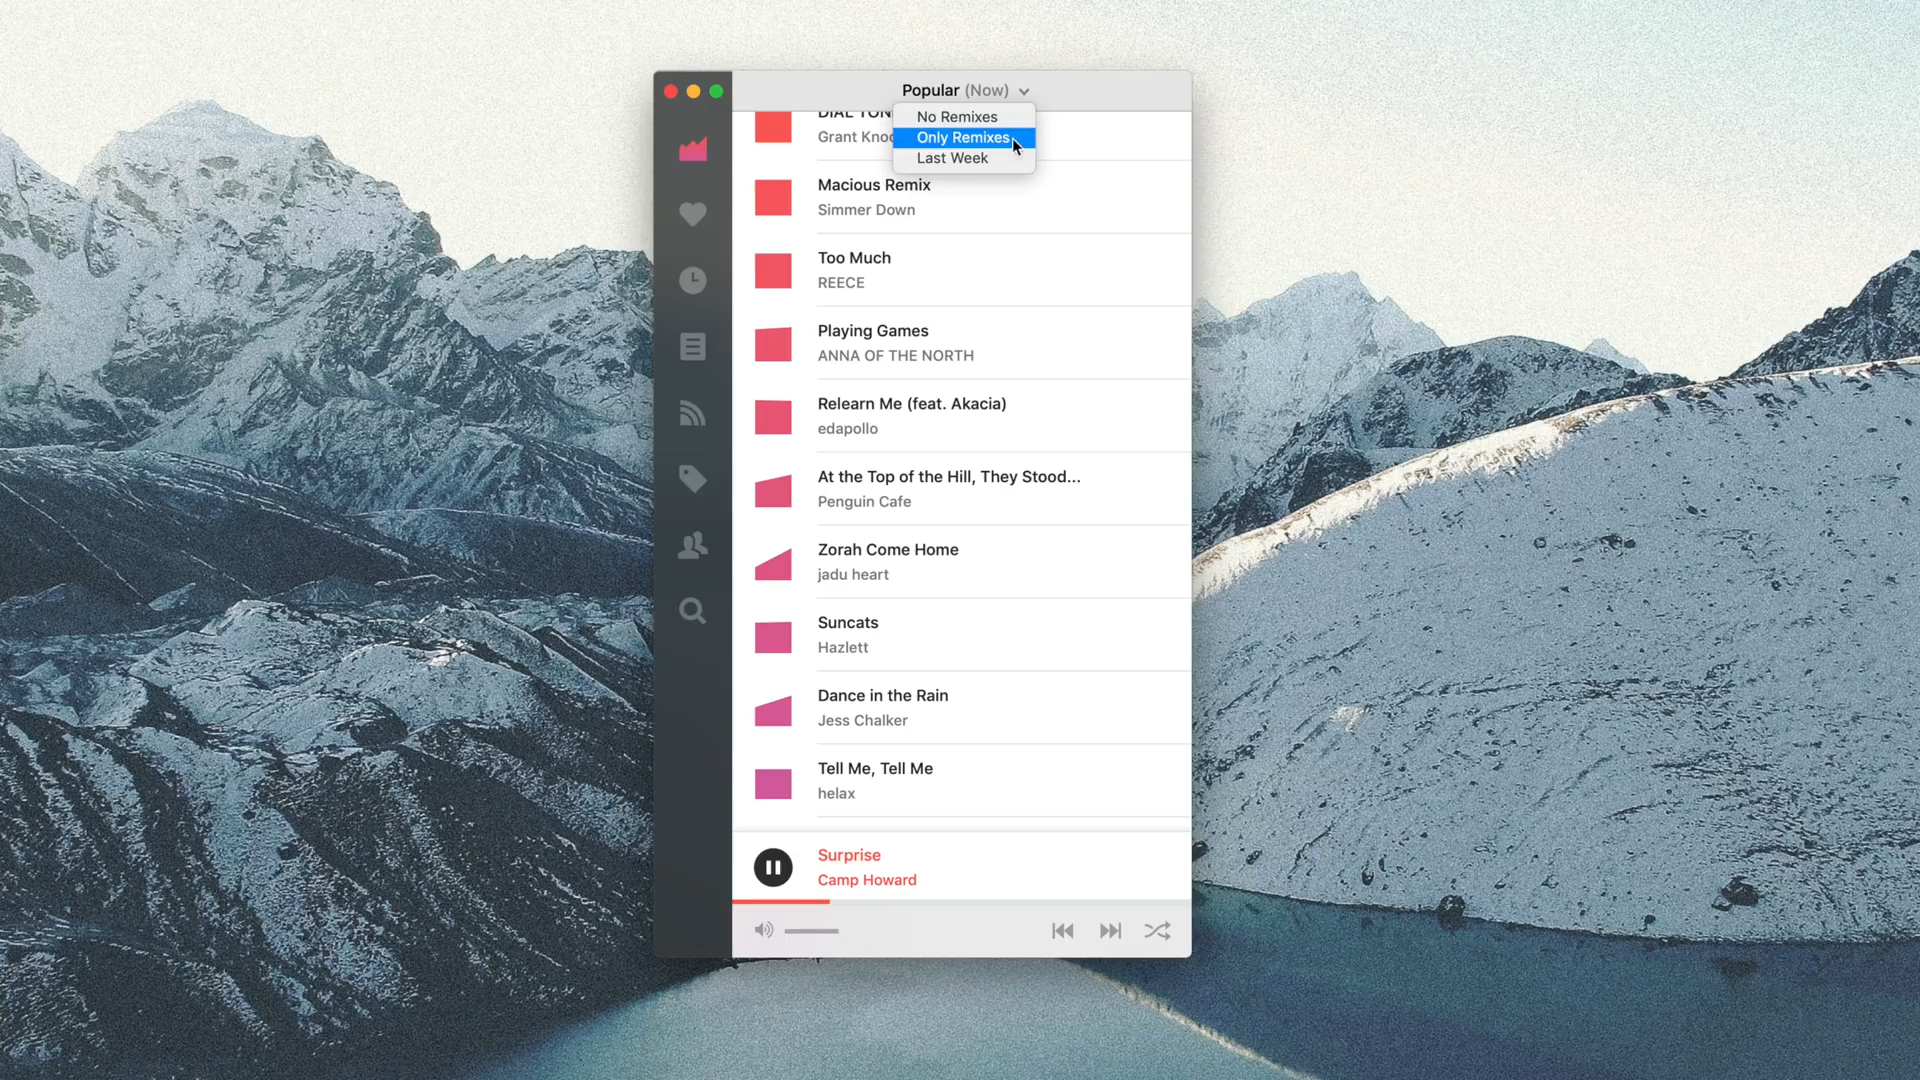 Popular (Now)
No Remixes
Only Remixes
Last Week
Grant
Macious Remix
Simmer Down
Too Much
REECE
Playing Games
ANNA OF THE NORTH
Relearn Me (feat. Akacia)
edapollo
At the Top of the Hill, They Stood...
Penguin Cafe
Zorah Come Home
jadu heart
Suncats
Hazlett
Dance in the Rain
Jess Chalker
Tell Me, Tell Me
helax
Surprise
Camp Howard